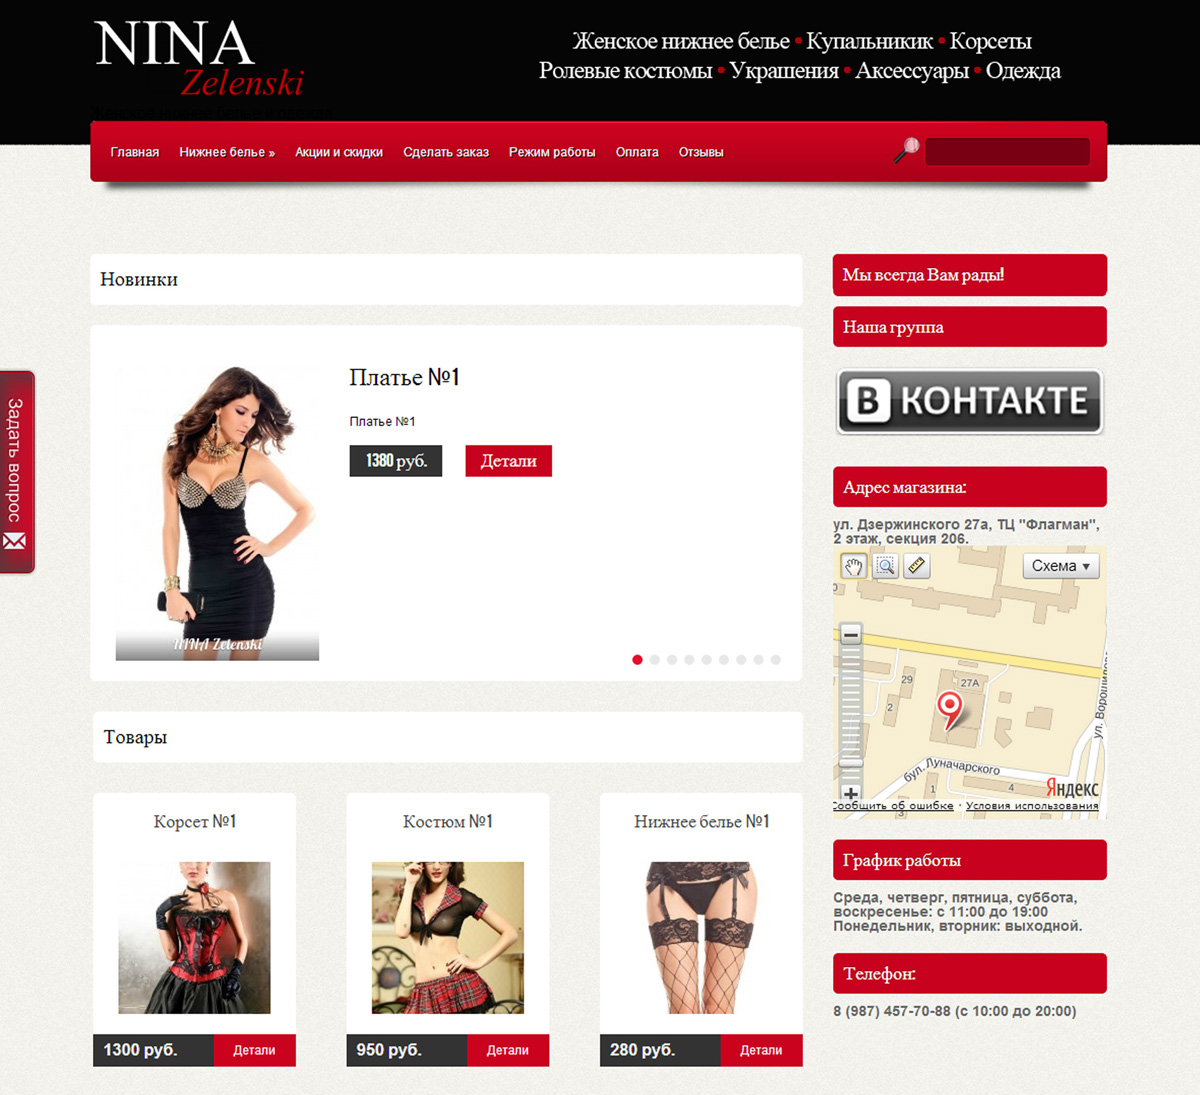 NINA
Zelenski
Женское нижнее белье • Купальникик • Корсеты
Ролевые костюмы • Украшения • Аксессуары • Одежда
Главная
Нижнее белье »
Акции и скидки
Сделать заказ
Режим работы
Оплата
Отзывы
Новинки
Задать вопрос
Платье №1
Платье №1
1380 руб.
Детали
NINA Zelenski
Товары
Корсет №1
1300 руб.
Детали
Костюм №1
950 руб.
Детали
Нижнее белье №1
280 руб.
Детали
Мы всегда Вам рады!
Наша группа
В КОНТАКТЕ
Адрес магазина:
ул. Дзержинского 27а, ТЦ "Флагман",
2 этаж, секция 206.
Схема ▾
27А
29
2
ул. Ворошилов
бул. Луначарского
1
4
3
Яндекс
Сообщить об ошибке · Условия использования
График работы
Среда, четверг, пятница, суббота,
воскресенье: с 11:00 до 19:00
Понедельник, вторник: выходной.
Телефон:
8 (987) 457-70-88 (с 10:00 до 20:00)